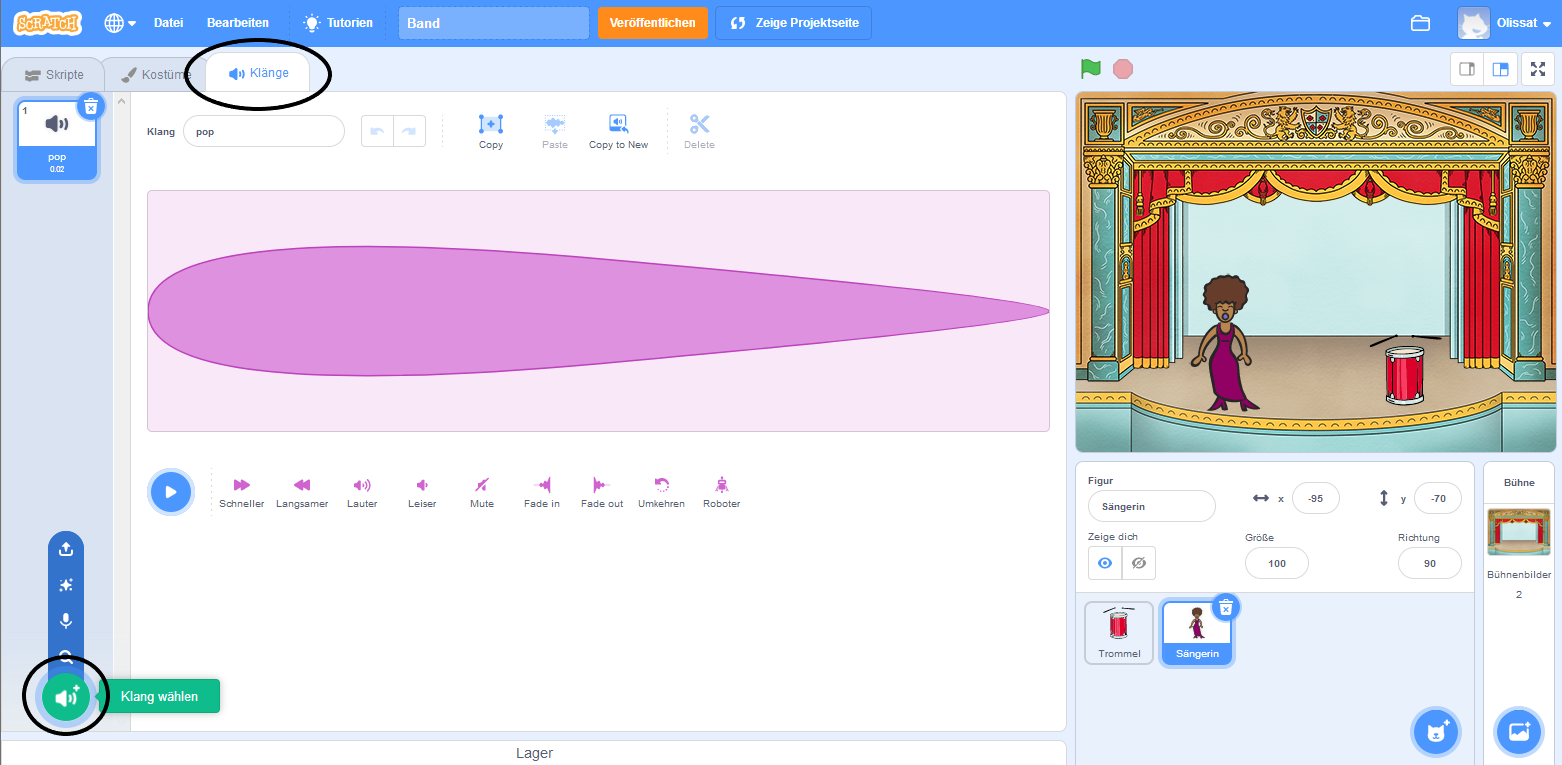 SCRATCH Datei Bearbeiten Tutorien Band Veröffentlichen Zeige Projektseite Olissat
Skripte Kostüme Klänge
1
pop
0.02
Klang pop Copy Paste Copy to New Delete
Schneller Langsamer Lauter Leiser Mute Fade in Fade out Umkehren Roboter
Klang wählen
Lager
Figur
Sängerin x -95 y -70
Zeige dich Größe Richtung
100 90
Trommel Sängerin
Bühne
Bühnenbilder
2